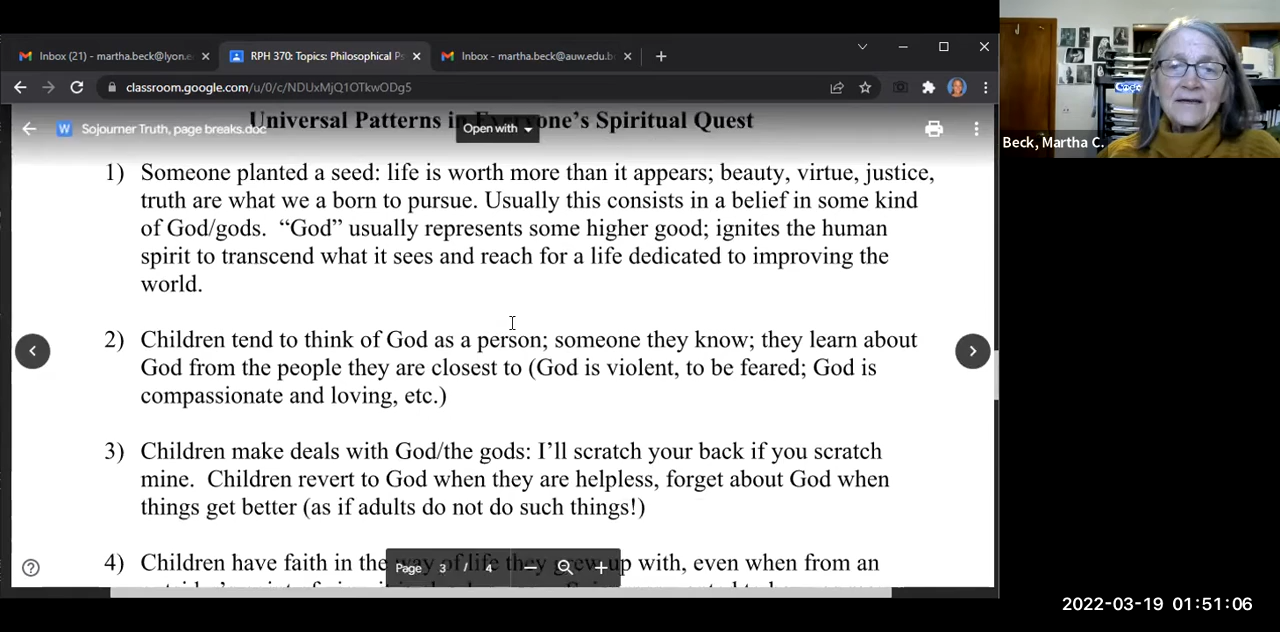 Inbox (21) - martha.beck@lyon.e
RPH 370: Topics: Philosophical Ps
Inbox - martha.beck@auw.edu.b
classroom.google.com/u/0/c/NDUxMjQ1OTkwODg5
Universal Patterns in Everyone's Spiritual Quest
Sojourner Truth, page breaks.doc
Open with
1) Someone planted a seed: life is worth more than it appears; beauty, virtue, justice,
truth are what we a born to pursue. Usually this consists in a belief in some kind
of God/gods. “God” usually represents some higher good; ignites the human
spirit to transcend what it sees and reach for a life dedicated to improving the
world.
2) Children tend to think of God as a person; someone they know; they learn about
God from the people they are closest to (God is violent, to be feared; God is
compassionate and loving, etc.)
3) Children make deals with God/the gods: I’ll scratch your back if you scratch
mine. Children revert to God when they are helpless, forget about God when
things get better (as if adults do not do such things!)
4) Children have faith in the way of life they grew up with, even when from an
Page 3 / 4
Beck, Martha C.
2022-03-19 01:51:06